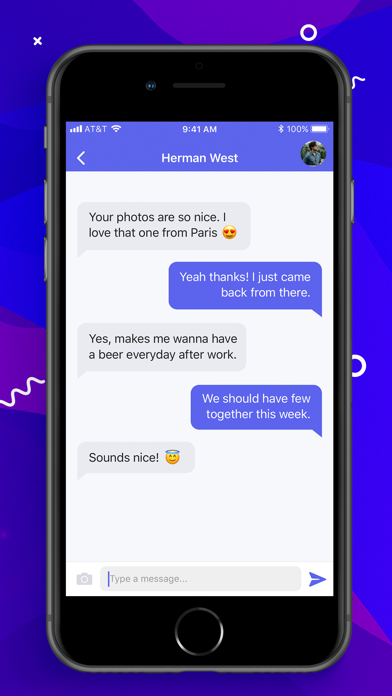 AT&T 9:41 AM 100%
Herman West
Your photos are so nice. I
love that one from Paris 😍
Yeah thanks! I just came
back from there.
Yes, makes me wanna have
a beer everyday after work.
We should have few
together this week.
Sounds nice! 😇
Type a message...